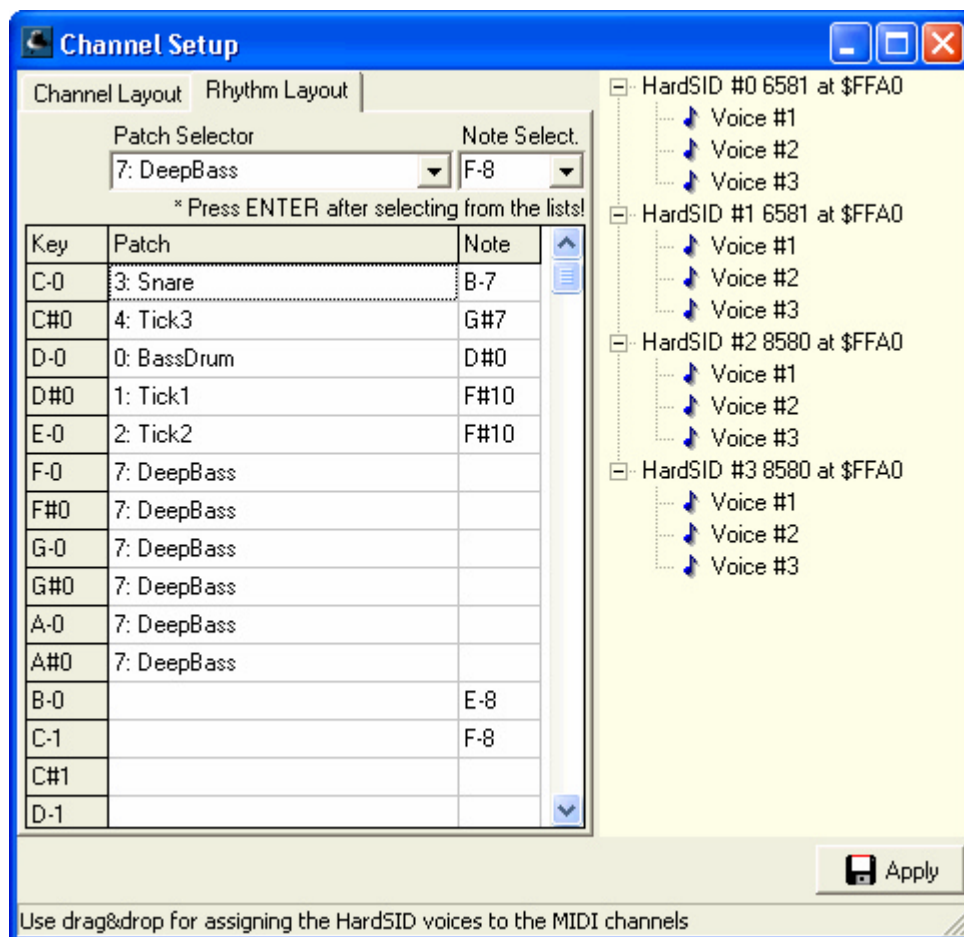 Channel Setup
Channel Layout Rhythm Layout
Patch Selector Note Select.
7: DeepBass F-8
* Press ENTER after selecting from the lists!
Key Patch Note
C-0 3: Snare B-7
C#0 4: Tick3 G#7
D-0 0: BassDrum D#0
D#0 1: Tick1 F#10
E-0 2: Tick2 F#10
F-0 7: DeepBass
F#0 7: DeepBass
G-0 7: DeepBass
G#0 7: DeepBass
A-0 7: DeepBass
A#0 7: DeepBass
B-0 E-8
C-1 F-8
C#1
D-1
HardSID #0 6581 at $FFA0
Voice #1
Voice #2
Voice #3
HardSID #1 6581 at $FFA0
Voice #1
Voice #2
Voice #3
HardSID #2 8580 at $FFA0
Voice #1
Voice #2
Voice #3
HardSID #3 8580 at $FFA0
Voice #1
Voice #2
Voice #3
Apply
Use drag&drop for assigning the HardSID voices to the MIDI channels